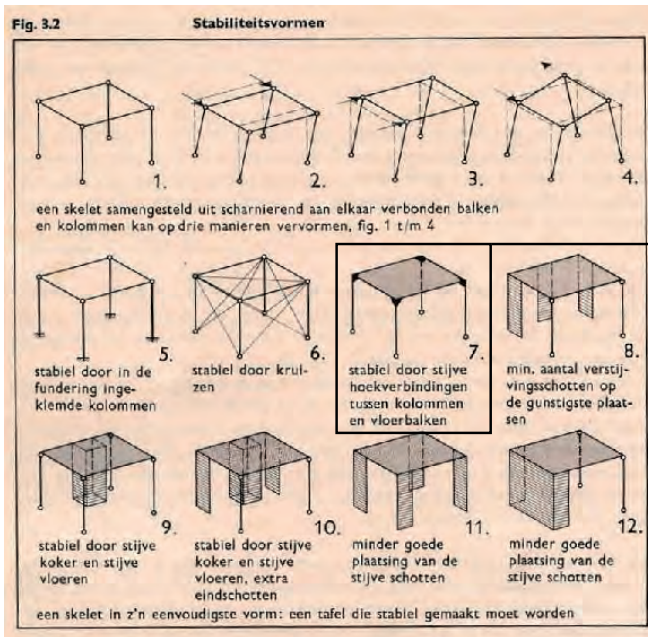 Fig. 3.2
Stabiliteitsvormen
1.
2.
3.
4.
een skelet samengesteld uit scharnierend aan elkaar verbonden balken
en kolommen kan op drie manieren vervormen, fig. 1 t/m 4
5.
stabiel door in de
fundering inge-
klemde kolommen
6.
stabiel door krui-
zen
7.
stabiel door stijve
hoekverbindingen
tussen kolommen
en vloerbalken
8.
min. aantal verstij-
vingsschotten op
de gunstigste plaat-
sen
9.
stabiel door stijve
koker en stijve
vloeren
10.
stabiel door stijve
koker en stijve
vloeren, extra
eindschotten
11.
minder goede
plaatsing van de
stijve schotten
12.
minder goede
plaatsing van de
stijve schotten
een skelet in z'n eenvoudigste vorm: een tafel die stabiel gemaakt moet worden